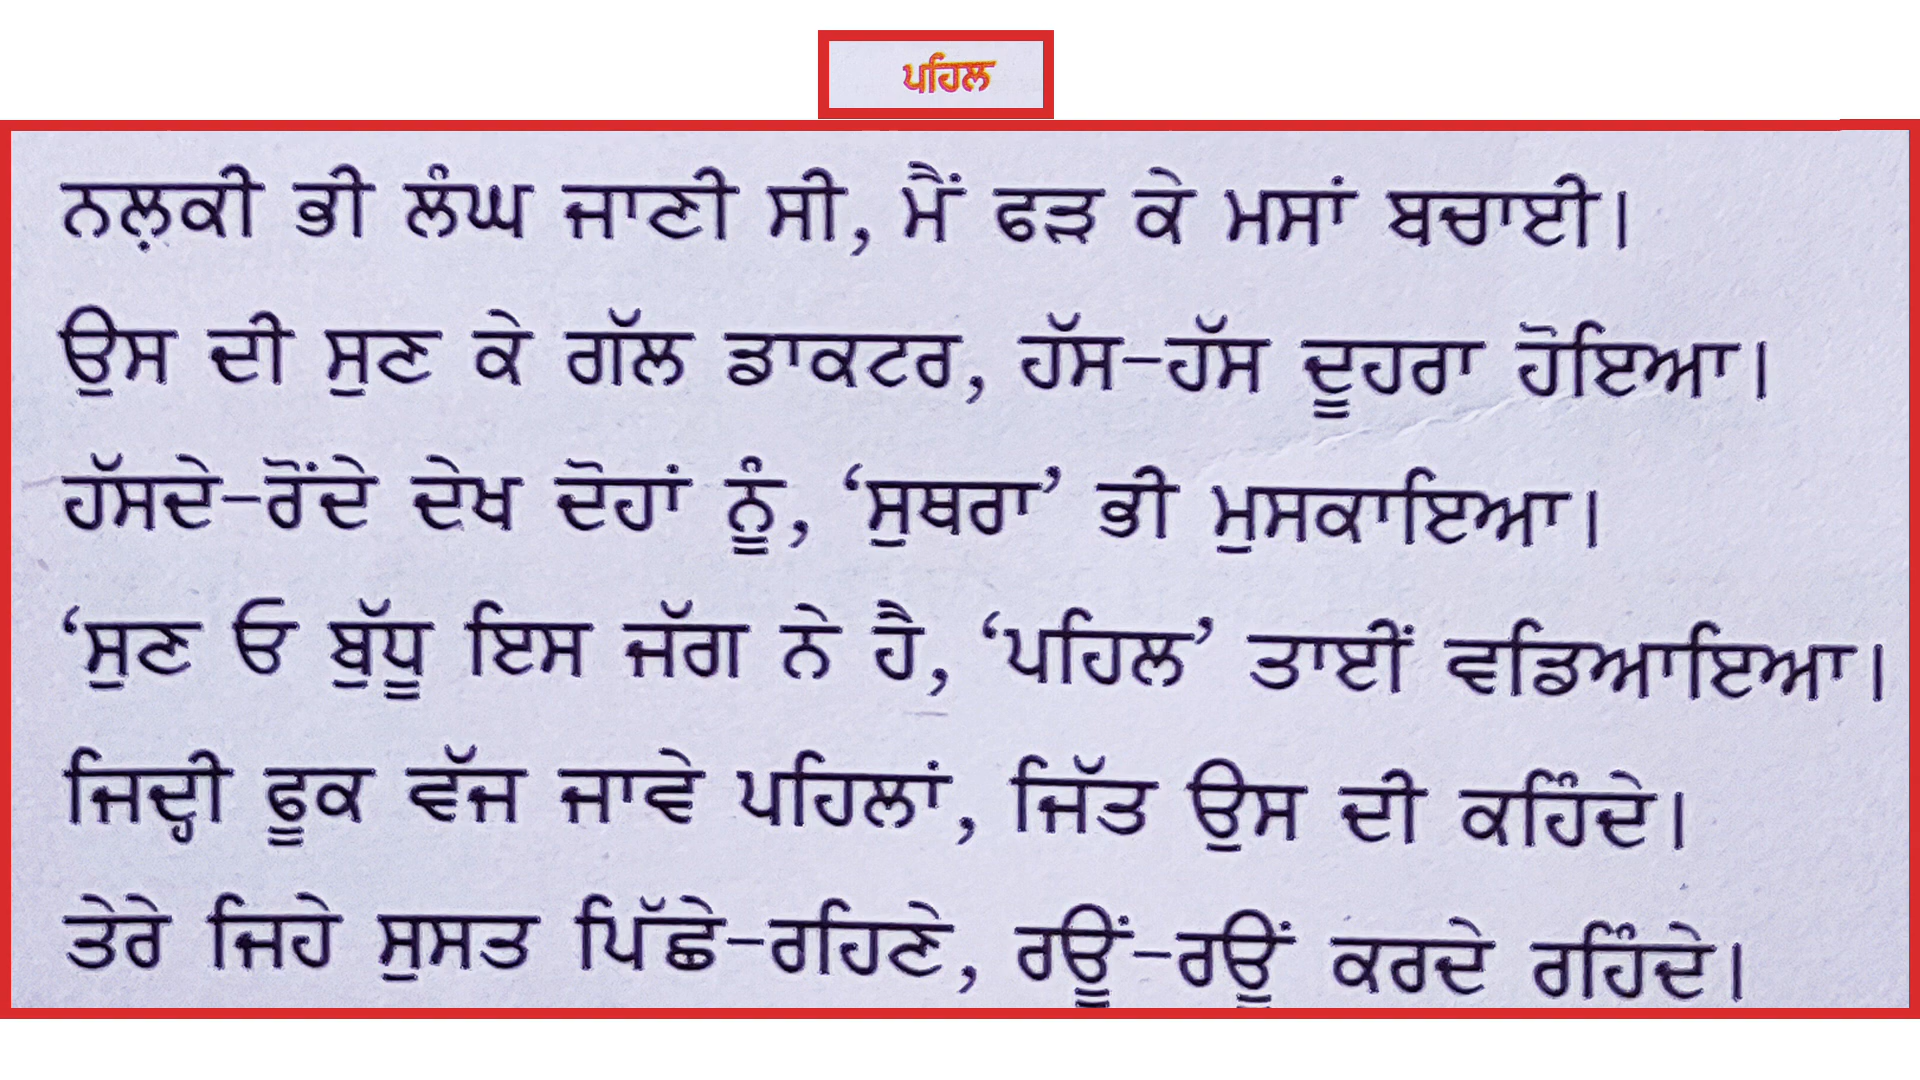 ਪਹਿਲ
ਨਲ਼ਕੀ ਭੀ ਲੰਘ ਜਾਣੀ ਸੀ, ਮੈਂ ਫੜ ਕੇ ਮਸਾਂ ਬਚਾਈ।
ਉਸ ਦੀ ਸੁਣ ਕੇ ਗੱਲ ਡਾਕਟਰ, ਹੱਸ-ਹੱਸ ਦੂਹਰਾ ਹੋਇਆ।
ਹੱਸਦੇ-ਰੋਂਦੇ ਦੇਖ ਦੋਹਾਂ ਨੂੰ, ‘ਸੁਥਰਾ’ ਭੀ ਮੁਸਕਾਇਆ।
‘ਸੁਣ ਓ ਬੁੱਧੂ ਇਸ ਜੱਗ ਨੇ ਹੈ, ‘ਪਹਿਲ’ ਤਾਈਂ ਵਡਿਆਇਆ।
ਜਿਦ੍ਹੀ ਫੂਕ ਵੱਜ ਜਾਵੇ ਪਹਿਲਾਂ, ਜਿੱਤ ਉਸ ਦੀ ਕਹਿੰਦੇ।
ਤੇਰੇ ਜਿਹੇ ਸੁਸਤ ਪਿੱਛੇ-ਰਹਿਣੇ, ਰਊਂ-ਰਊਂ ਕਰਦੇ ਰਹਿੰਦੇ।